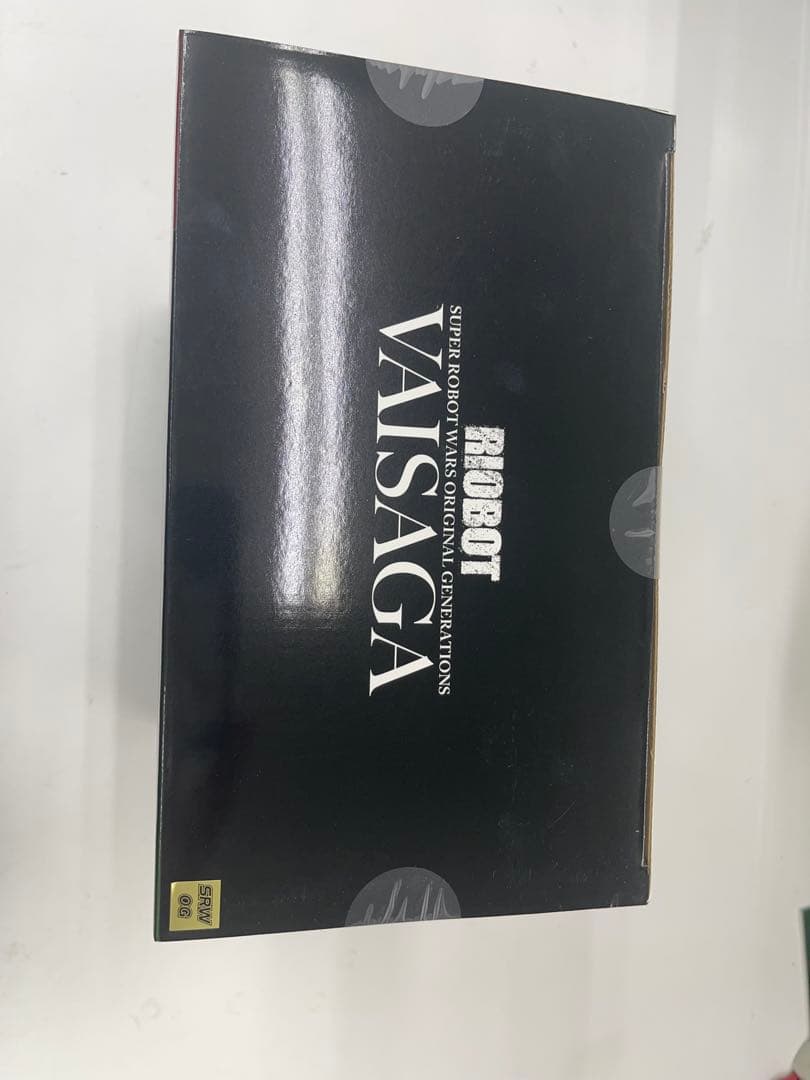 RIOBOT
SUPER ROBOT WARS ORIGINAL GENERATIONS
VAISAGA
SRW
OG